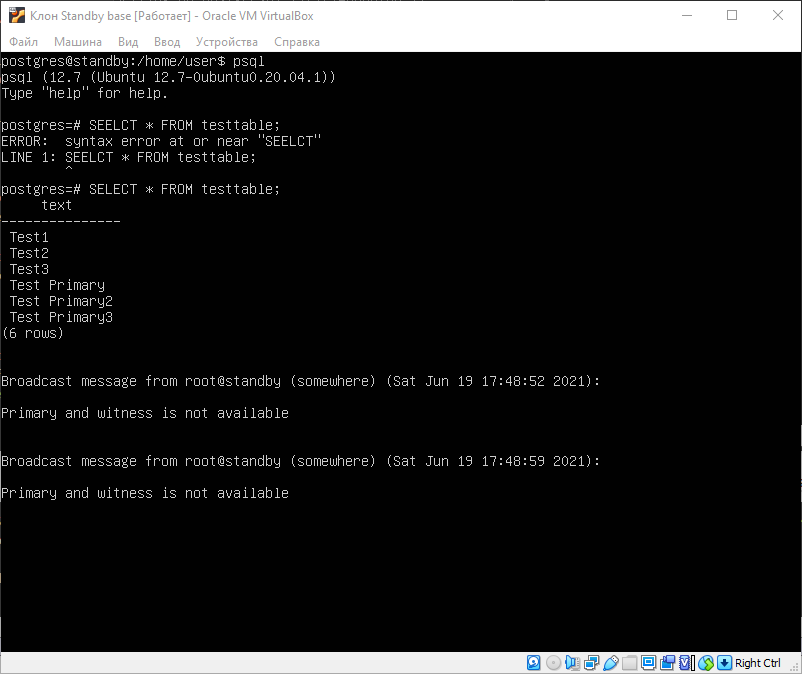 Клон Standby base [Работает] - Oracle VM VirtualBox
Файл Машина Вид Ввод Устройства Справка
postgres@standby:/home/user$ psql
psql (12.7 (Ubuntu 12.7-0ubuntu0.20.04.1))
Type "help" for help.
postgres=# SEELCT * FROM testtable;
ERROR:  syntax error at or near "SEELCT"
LINE 1: SEELCT * FROM testtable;
        ^
postgres=# SELECT * FROM testtable;
     text
---------------
 Test1
 Test2
 Test3
 Test Primary
 Test Primary2
 Test Primary3
(6 rows)
Broadcast message from root@standby (somewhere) (Sat Jun 19 17:48:52 2021):
Primary and witness is not available
Broadcast message from root@standby (somewhere) (Sat Jun 19 17:48:59 2021):
Primary and witness is not available
Right Ctrl